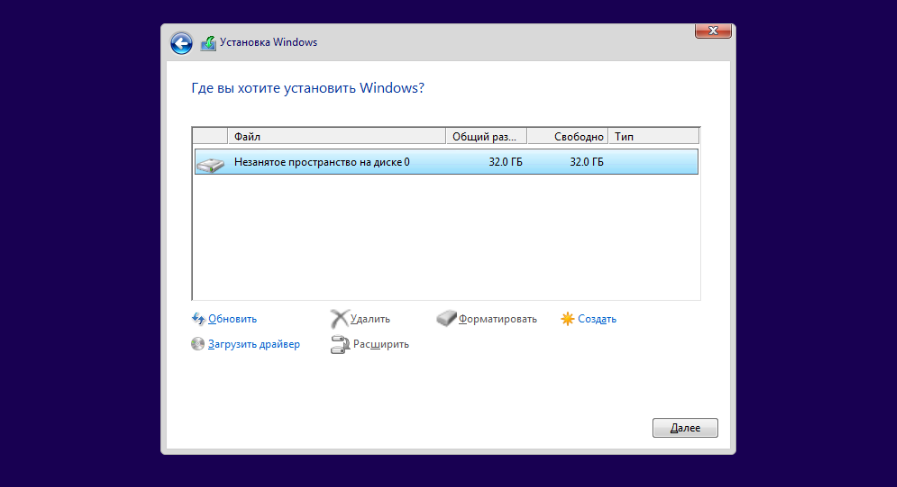 Установка Windows
Где вы хотите установить Windows?
Файл Общий раз... Свободно Тип
Незанятое пространство на диске 0 32.0 ГБ 32.0 ГБ
Обновить Удалить Форматировать Создать
Загрузить драйвер Расширить
Далее